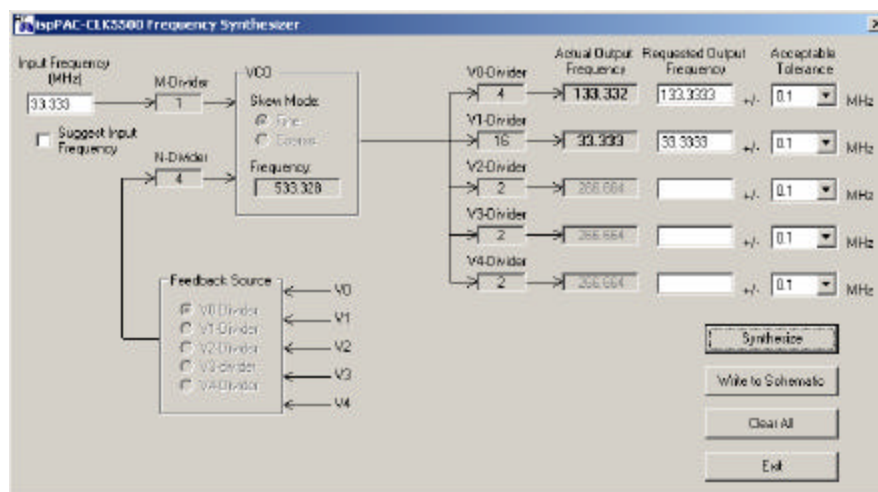 ispPAC-CLK5500 Frequency Synthesizer
Input Frequency
(MHz)
33.333
Suggest Input
Frequency
M-Divider
1
N-Divider
4
VCO
Skew Mode:
Fine
Coarse
Frequency:
533.328
Feedback Source
V0-Divider
V1-Divider
V2-Divider
V3-divider
V4-Divider
V0
V1
V2
V3
V4
Actual Output
Frequency
Requested Output
Frequency
Acceptable
Tolerance
V0-Divider
4
133.332
133.3333
+/-
0.1
MHz
V1-Divider
16
33.333
33.3333
+/-
0.1
MHz
V2-Divider
2
266.664
+/-
0.1
MHz
V3-Divider
2
266.664
+/-
0.1
MHz
V4-Divider
2
266.664
+/-
0.1
MHz
Synthesize
Write to Schematic
Clear All
Exit